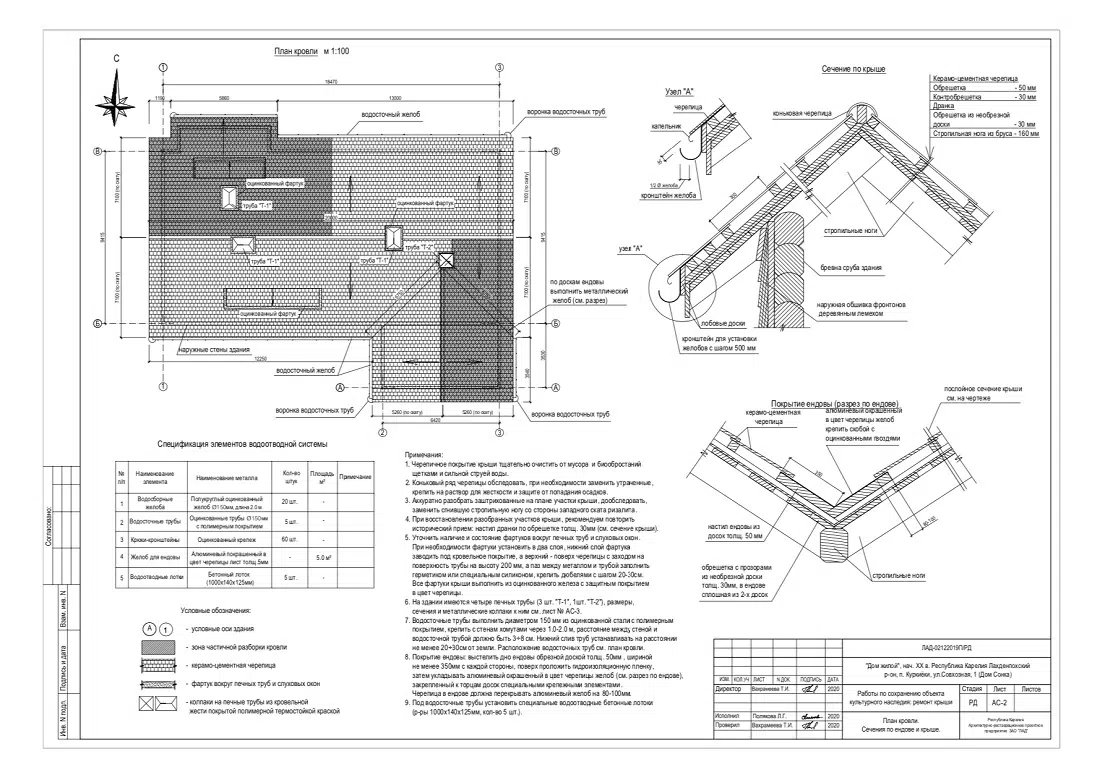 План кровли м 1:100
С
1
3
18470
1190
5860
13000
водосточный желоб
воронка водосточных труб
В
В
7100 (по скату)
7100 (по скату)
9415
9415
7100 (по скату)
7100 (по скату)
оцинкованный фартук
труба "Т-1"
оцинкованный фартук
труба "Т-2"
труба "Т-1"
труба "Т-1"
оцинкованный фартук
по доскам ендовы
выполнить металлический
желоб (см. разрез)
Б
Б
наружные стены здания
12250
водосточный желоб
3540
3530
1
А
А
воронка водосточных труб
воронка водосточных труб
5260 (по скату)
5260 (по скату)
6420
2
3
Узел "А"
черепица
капельник
1/2 Ø желоба
кронштейн желоба
Сечение по крыше
Керамо-цементная черепица
Обрешетка - 50 мм
Контробрешетка - 30 мм
Дранка
Обрешетка из необрезной
доски - 30 мм
Стропильная нога из бруса - 160 мм
коньковая черепица
300
стропильные ноги
узел "А"
бревна сруба здания
наружная обшивка фронтонов
деревянным лемехом
лобовые доски
кронштейн для установки
желобов с шагом 500 мм
Покрытие ендовы (разрез по ендове)
керамо-цементная
черепица
алюминевый окрашенный
в цвет черепицы желоб
крепить скобой с
оцинкованными гвоздями
послойное сечение крыши
см. на чертеже
350
80-100
настил ендовы из
досок толщ. 50 мм
обрешетка с прозорами
из необрезной доски
толщ. 30мм, в ендове
сплошная из 2-х досок
стропильные ноги
Спецификация элементов водоотводной системы
№ п/п Наименование элемента Наименование металла Кол-во штук Площадь м² Примечание
1 Водосборные желоба Полукруглый оцинкованный желоб Ø150мм, длина 2.0 м 20 шт. -
2 Водосточные трубы Оцинкованные трубы Ø150мм с полимерным покрытием 5 шт. -
3 Крюки-кронштейны Оцинкованный крепеж 60 шт. -
4 Желоб для ендовы Алюминевый покрашенный в цвет черепицы лист толщ.5мм - 5.0 м²
5 Водоотводные лотки Бетонный лоток (1000х140х125мм) 5 шт. -
Условные обозначения:
А 1 - условные оси здания
- зона частичной разборки кровли
- керамо-цементная черепица
- фартук вокруг печных труб и слуховых окон
- колпаки на печные трубы из кровельной
жести покрытой полимерной термостойкой краской
Примечания:
1. Черепичное покрытие крыши тщательно очистить от мусора и биообростаний
щетками и сильной струей воды.
2. Коньковый ряд черепицы обследовать, при необходимости заменить утраченные,
крепить на раствор для жесткости и защите от попадания осадков.
3. Аккуратно разобрать заштрихованные на плане участки крыши, дообследовать,
заменить сгнившую стропильную ногу со стороны западного ската ризалита.
4. При восстановлении разобранных участков крыши, рекомендуем повторить
исторический прием: настил дранки по обрешетке толщ. 30мм (см. сечение крыши).
5. Уточнить наличие и состояние фартуков вокруг печных труб и слуховых окон.
При необходимости фартуки установить в два слоя, нижний слой фартука
заводить под кровельное покрытие, а верхний - поверх черепицы с заходом на
поверхность трубы на высоту 200 мм, а паз между металлом и трубой заполнить
герметиком или специальным силиконом, крепить дюбелями с шагом 20-30см.
Все фартуки крыши выполнить из оцинкованного железа с защитным покрытием
в цвет черепицы.
6. На здании имеются четыре печных трубы (3 шт. "Т-1", 1шт. "Т-2"), размеры,
сечения и металлические колпаки к ним см. лист № АС-3.
7. Водосточные трубы выполнить диаметром 150 мм из оцинкованной стали с полимерным
покрытием, крепить к стенам хомутами через 1,0-2,0 м, расстояние между стеной и
водосточной трубой должно быть 3÷8 см. Нижний слив труб устанавливать на расстоянии
не менее 20÷30см от земли. Расположение водосточных труб см. план кровли.
8. Покрытие ендовы: выстелить дно ендовы обрезной доской толщ. 50мм , шириной
не менее 350мм с каждой стороны, поверх проложить гидроизоляционную пленку,
затем укладывать алюминевый окрашенный в цвет черепицы желоб (см. разрез по ендове),
закрепленный к торцам досок специальными крепежными элементами .
Черепица в ендове должна перекрывать алюминевый желоб на 80-100мм.
9. Под водосточные трубы установить специальные водоотводные бетонные лотки
(р-ры 1000х140х125мм, кол-во 5 шт.).
Согласовано:
Взам. инв. N
Подпись и дата
Инв. N подл.
ЛАД-02122019П/РД
"Дом жилой", нач. XX в. Республика Карелия Лахденпохский
р-он, п. Куркиёки, ул.Совхозная, 1 (Дом Сонка)
ИЗМ. КОЛ.УЧ ЛИСТ N ДОК ПОДПИСЬ ДАТА
Директор Вахрамеева Т.И. 2020
Работы по сохранению объекта
культурного наследия: ремонт крыши
Стадия Лист Листов
РД АС-2
Исполнил Полякова Л.Г. 2020
Проверил Вахрамеева Т.И. 2020
План кровли.
Сечения по ендове и крыше.
Республика Карелия
Архитектурно-реставрационное проектное
предприятие ЗАО "ЛАД"